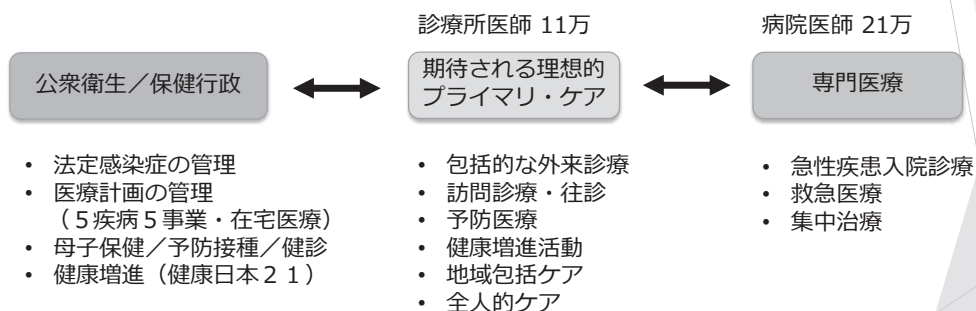 診療所医師 11万
病院医師 21万
公衆衛生／保健行政
期待される理想的
プライマリ・ケア
専門医療
• 法定感染症の管理
• 医療計画の管理
（５疾病５事業・在宅医療）
• 母子保健／予防接種／健診
• 健康増進（健康日本２１）
• 包括的な外来診療
• 訪問診療・往診
• 予防医療
• 健康増進活動
• 地域包括ケア
• 全人的ケア
• 急性疾患入院診療
• 救急医療
• 集中治療